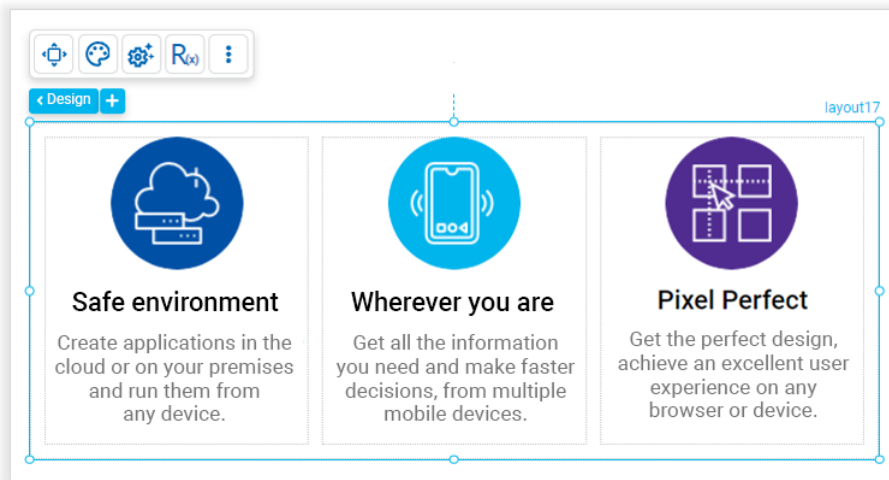 R(x)
Design +
layout17
Safe environment
Create applications in the
cloud or on your premises
and run them from
any device.
Wherever you are
Get all the information
you need and make faster
decisions, from multiple
mobile devices.
Pixel Perfect
Get the perfect design,
achieve an excellent user
experience on any
browser or device.